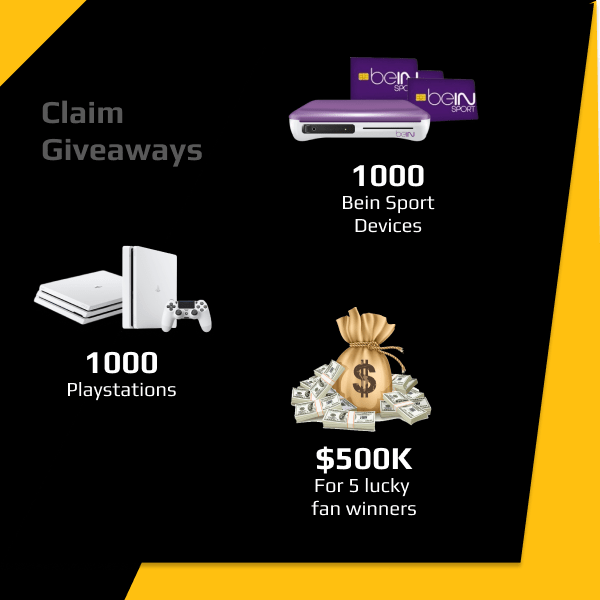 Claim
Giveaways
beIN
SPORT
beIN
SPORT
beIN
1000
Bein Sport
Devices
1000
Playstations
$
$500K
For 5 lucky
fan winners